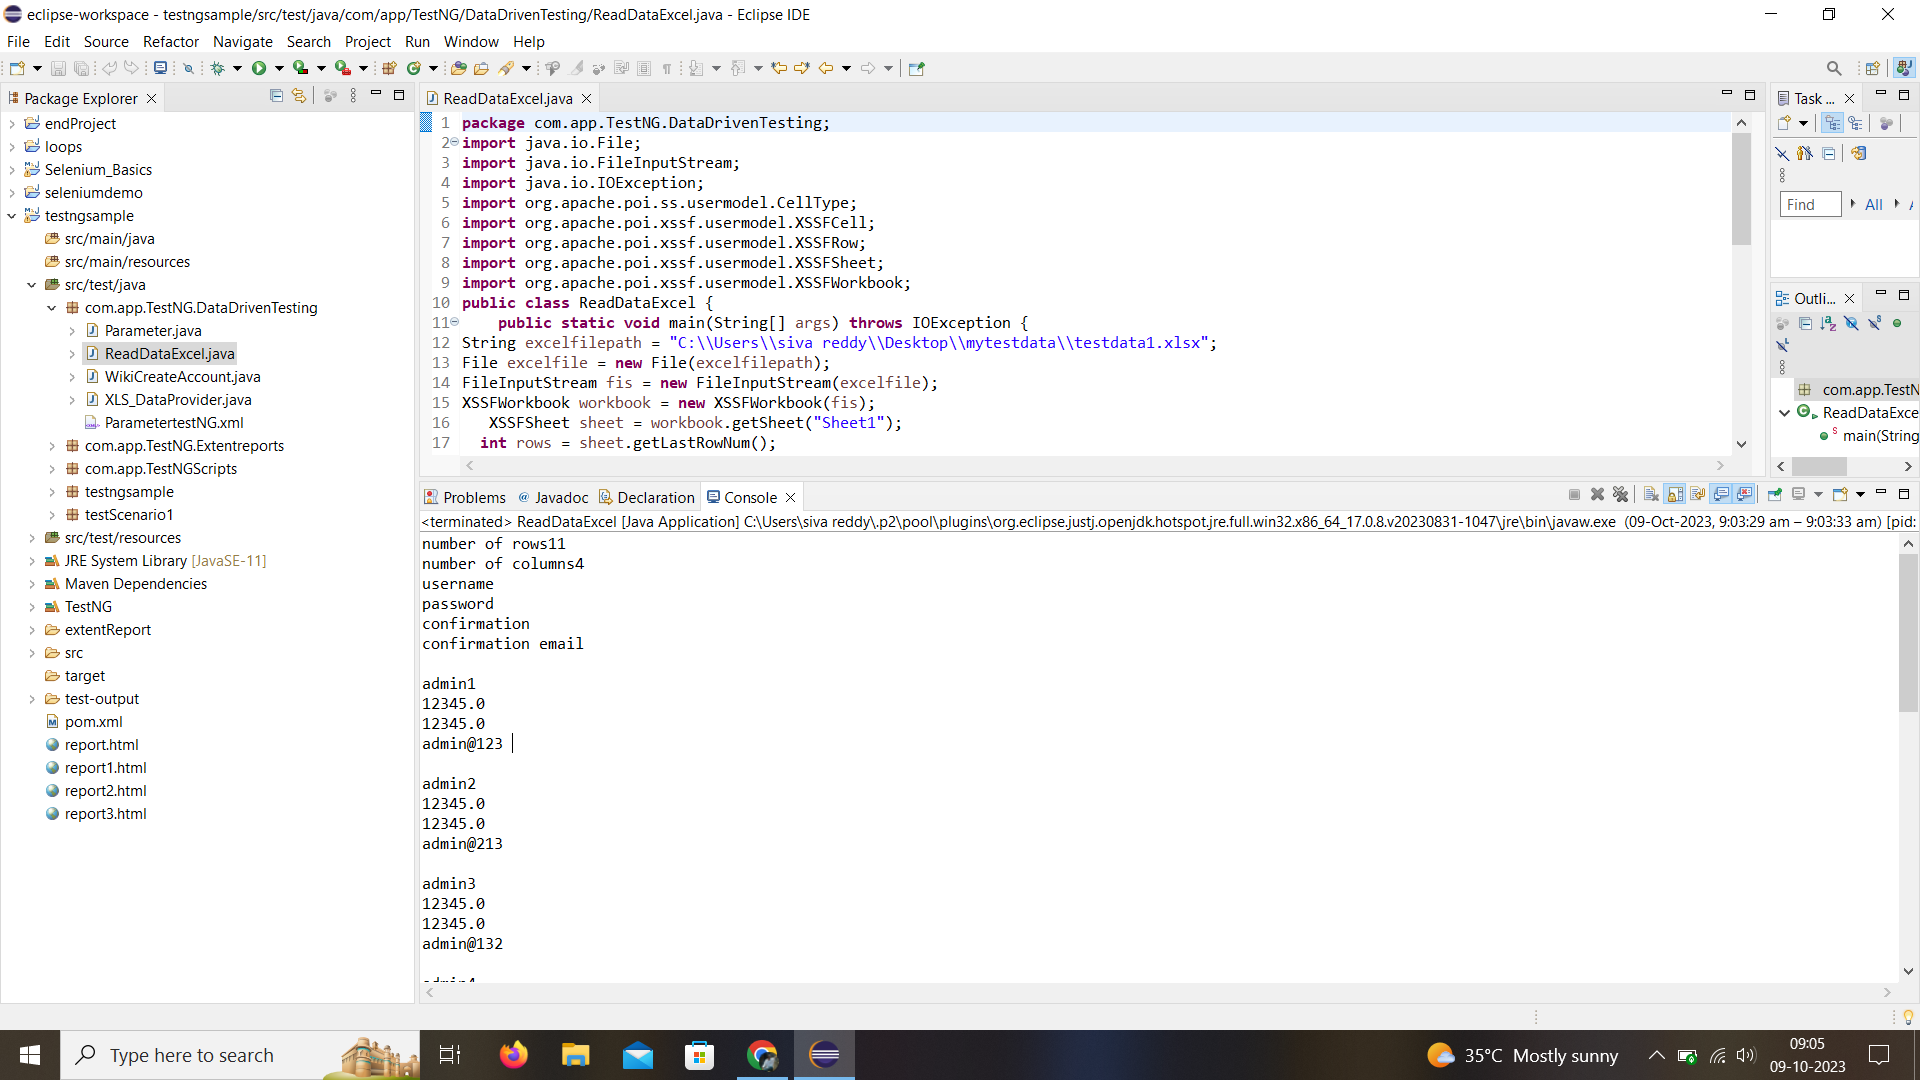 eclipse-workspace - testngsample/src/test/java/com/app/TestNG/DataDrivenTesting/ReadDataExcel.java - Eclipse IDE
File Edit Source Refactor Navigate Search Project Run Window Help
Package Explorer
endProject
loops
Selenium_Basics
seleniumdemo
testngsample
src/main/java
src/main/resources
src/test/java
com.app.TestNG.DataDrivenTesting
Parameter.java
ReadDataExcel.java
WikiCreateAccount.java
XLS_DataProvider.java
ParametertestNG.xml
com.app.TestNG.Extentreports
com.app.TestNGScripts
testngsample
testScenario1
src/test/resources
JRE System Library [JavaSE-11]
Maven Dependencies
TestNG
extentReport
src
target
test-output
pom.xml
report.html
report1.html
report2.html
report3.html
ReadDataExcel.java
1 package com.app.TestNG.DataDrivenTesting;
2 import java.io.File;
3 import java.io.FileInputStream;
4 import java.io.IOException;
5 import org.apache.poi.ss.usermodel.CellType;
6 import org.apache.poi.xssf.usermodel.XSSFCell;
7 import org.apache.poi.xssf.usermodel.XSSFRow;
8 import org.apache.poi.xssf.usermodel.XSSFSheet;
9 import org.apache.poi.xssf.usermodel.XSSFWorkbook;
10 public class ReadDataExcel {
11 public static void main(String[] args) throws IOException {
12 String excelfilepath = "C:\\Users\\siva reddy\\Desktop\\mytestdata\\testdata1.xlsx";
13 File excelfile = new File(excelfilepath);
14 FileInputStream fis = new FileInputStream(excelfile);
15 XSSFWorkbook workbook = new XSSFWorkbook(fis);
16 XSSFSheet sheet = workbook.getSheet("Sheet1");
17 int rows = sheet.getLastRowNum();
Task ...
Find All
Outli...
com.app.TestN
ReadDataExce
main(String
Problems @ Javadoc Declaration Console
<terminated> ReadDataExcel [Java Application] C:\Users\siva reddy\.p2\pool\plugins\org.eclipse.justj.openjdk.hotspot.jre.full.win32.x86_64_17.0.8.v20230831-1047\jre\bin\javaw.exe (09-Oct-2023, 9:03:29 am – 9:03:33 am) [pid:
number of rows11
number of columns4
username
password
confirmation
confirmation email
admin1
12345.0
12345.0
admin@123
admin2
12345.0
12345.0
admin@213
admin3
12345.0
12345.0
admin@132
Type here to search
35°C Mostly sunny
09:05
09-10-2023